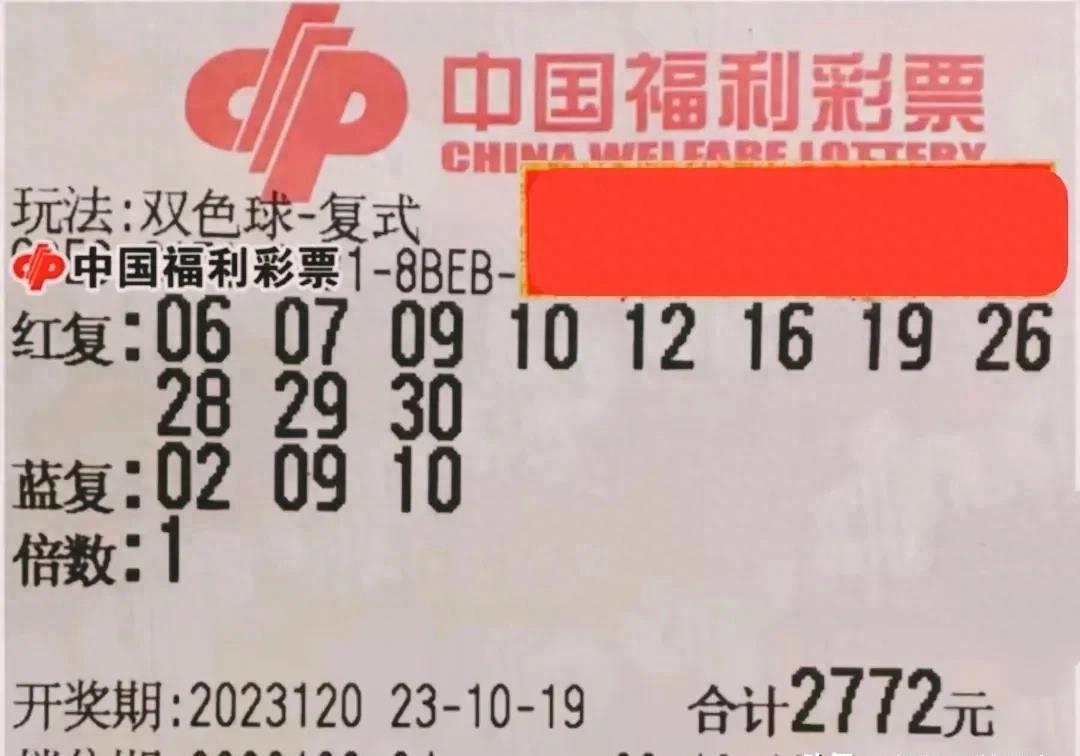 中国福利彩票
CHINA WELFARE LOTTERY
玩法:双色球-复式
中国福利彩票1-8BEB-
红复:06 07 09 10 12 16 19 26
28 29 30
蓝复:02 09 10
倍数:1
开奖期:2023120 23-10-19 合计2772元